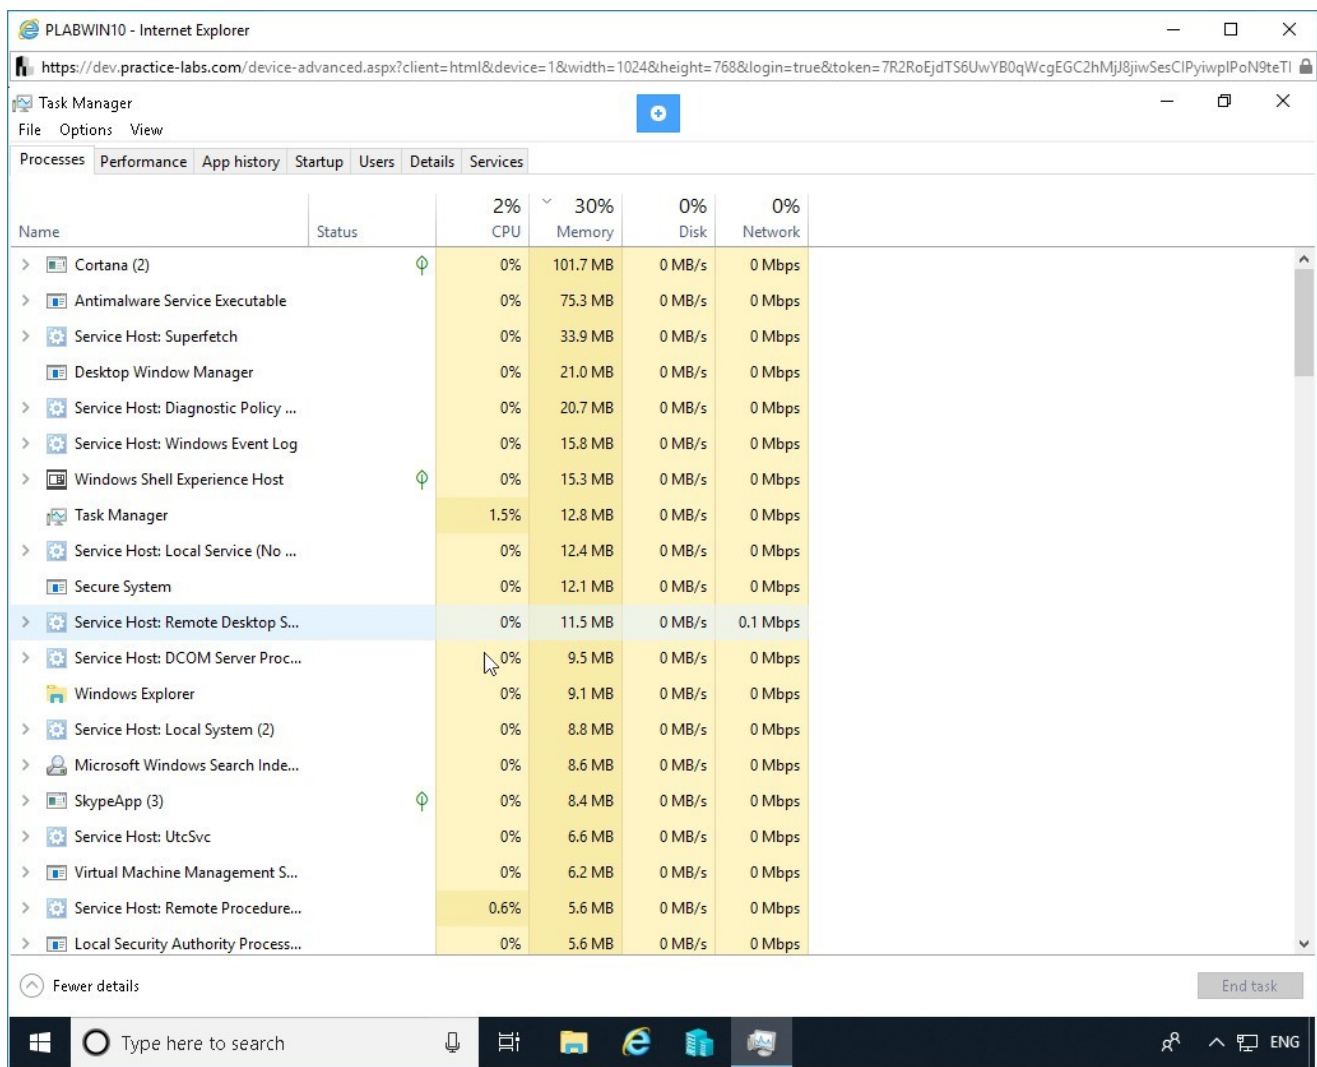 PLABWIN10 - Internet Explorer
https://dev.practice-labs.com/device-advanced.aspx?client=html&device=1&width=1024&height=768&login=true&token=7R2RoEjdTS6UwYB0qWcgEGC2hMjJ8jiwSesCIPyiwpIPoN9teTI
Task Manager
File Options View
Processes Performance App history Startup Users Details Services
2% 30% 0% 0%
Name Status CPU Memory Disk Network
Cortana (2) 0% 101.7 MB 0 MB/s 0 Mbps
Antimalware Service Executable 0% 75.3 MB 0 MB/s 0 Mbps
Service Host: Superfetch 0% 33.9 MB 0 MB/s 0 Mbps
Desktop Window Manager 0% 21.0 MB 0 MB/s 0 Mbps
Service Host: Diagnostic Policy ... 0% 20.7 MB 0 MB/s 0 Mbps
Service Host: Windows Event Log 0% 15.8 MB 0 MB/s 0 Mbps
Windows Shell Experience Host 0% 15.3 MB 0 MB/s 0 Mbps
Task Manager 1.5% 12.8 MB 0 MB/s 0 Mbps
Service Host: Local Service (No ... 0% 12.4 MB 0 MB/s 0 Mbps
Secure System 0% 12.1 MB 0 MB/s 0 Mbps
Service Host: Remote Desktop S... 0% 11.5 MB 0 MB/s 0.1 Mbps
Service Host: DCOM Server Proc... 0% 9.5 MB 0 MB/s 0 Mbps
Windows Explorer 0% 9.1 MB 0 MB/s 0 Mbps
Service Host: Local System (2) 0% 8.8 MB 0 MB/s 0 Mbps
Microsoft Windows Search Inde... 0% 8.6 MB 0 MB/s 0 Mbps
SkypeApp (3) 0% 8.4 MB 0 MB/s 0 Mbps
Service Host: UtcSvc 0% 6.6 MB 0 MB/s 0 Mbps
Virtual Machine Management S... 0% 6.2 MB 0 MB/s 0 Mbps
Service Host: Remote Procedure... 0.6% 5.6 MB 0 MB/s 0 Mbps
Local Security Authority Process... 0% 5.6 MB 0 MB/s 0 Mbps
Fewer details End task
Type here to search ENG